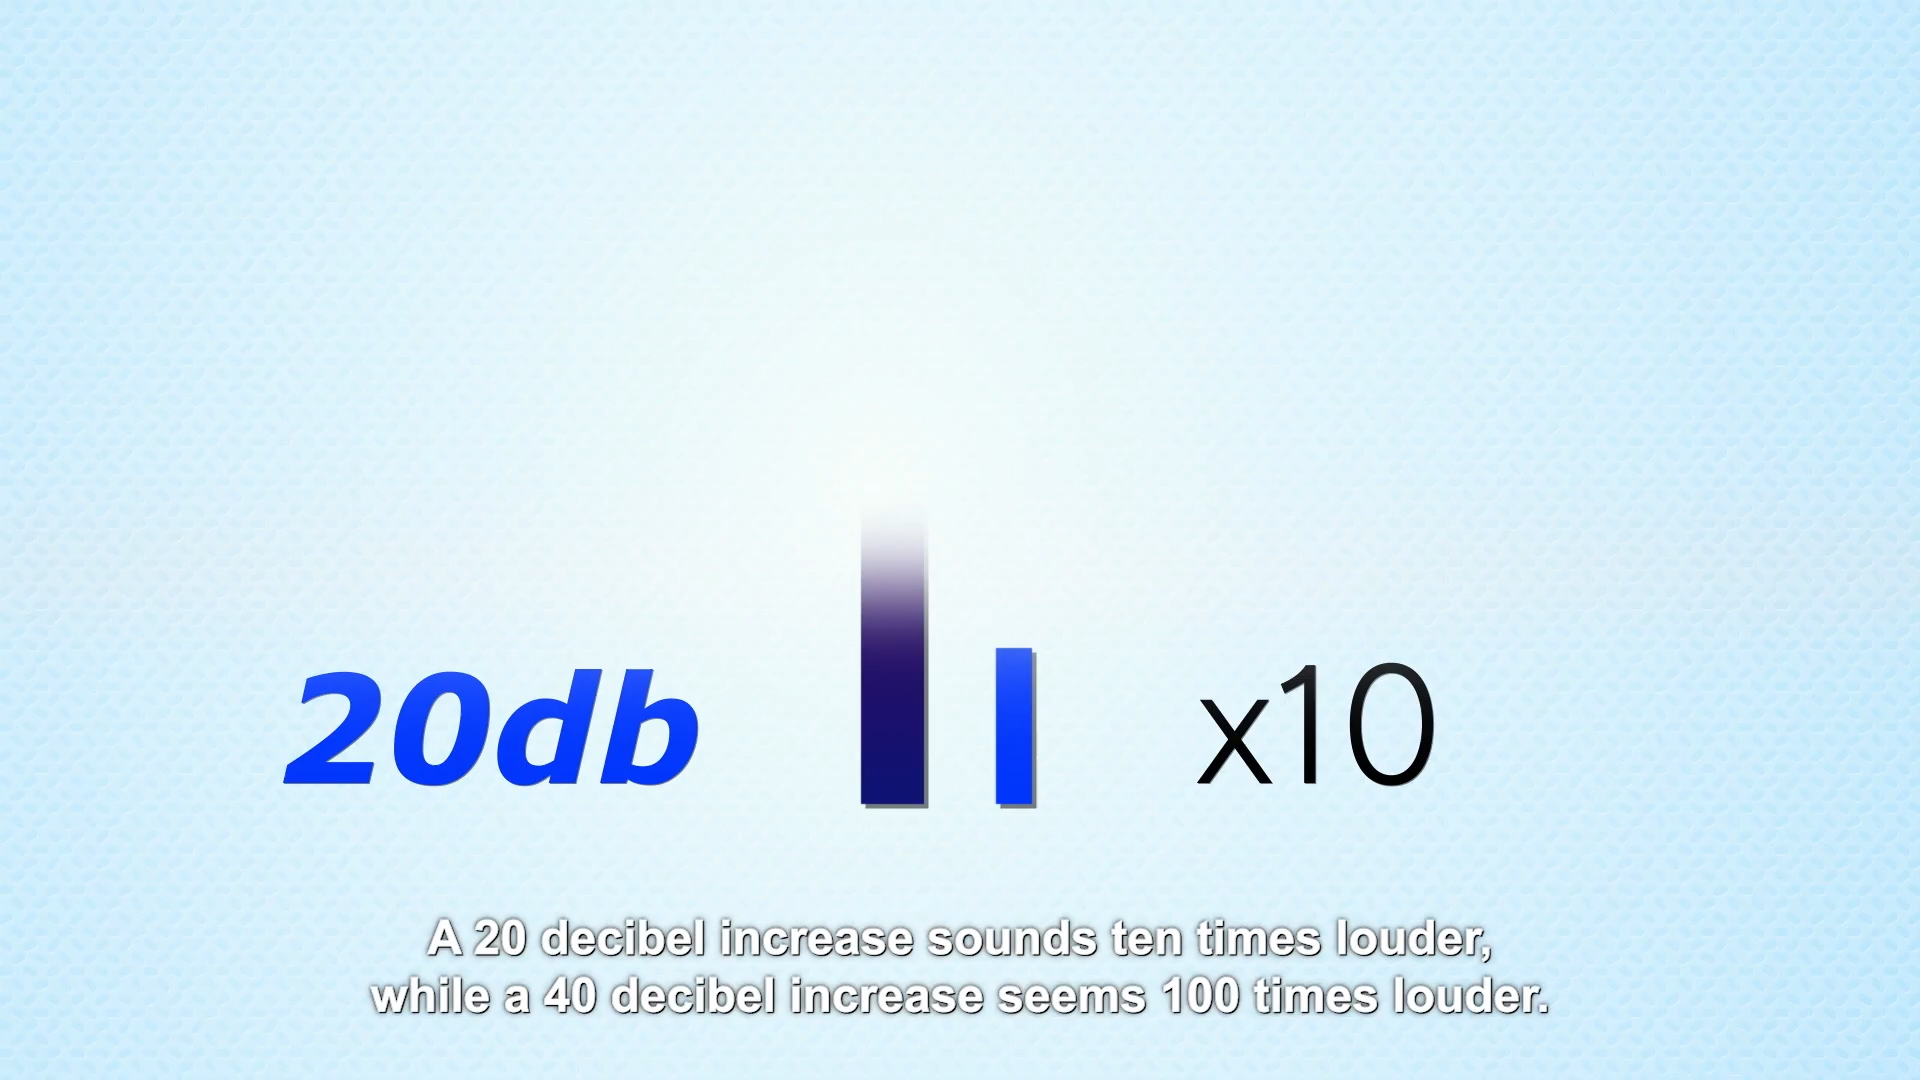 20db
x10
A 20 decibel increase sounds ten times louder,
while a 40 decibel increase seems 100 times louder.